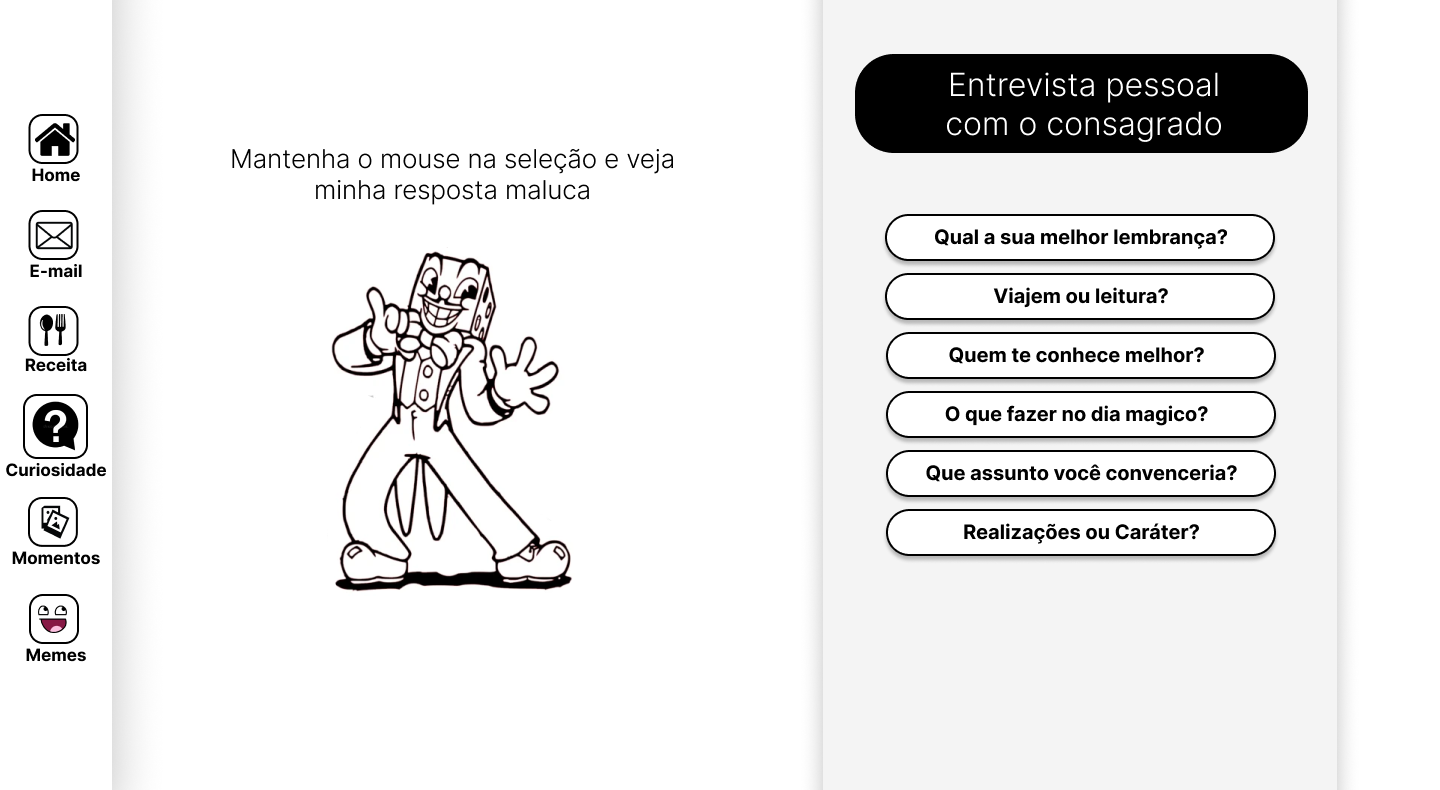 Home
E-mail
Receita
Curiosidade
Momentos
Memes
Mantenha o mouse na seleção e veja
minha resposta maluca
Entrevista pessoal
com o consagrado
Qual a sua melhor lembrança?
Viajem ou leitura?
Quem te conhece melhor?
O que fazer no dia magico?
Que assunto você convenceria?
Realizações ou Caráter?